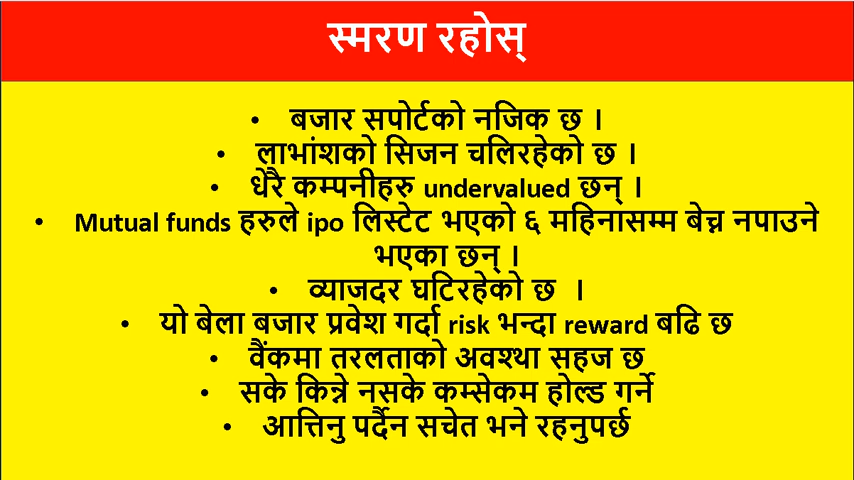 स्मरण रहोस्
• बजार सपोर्टको नजिक छ ।
• लाभांशको सिजन चलिरहेको छ ।
• धेरै कम्पनीहरु undervalued छन् ।
• Mutual funds हरुले ipo लिस्टेट भएको ६ महिनासम्म बेच्न नपाउने
भएका छन् ।
• व्याजदर घटिरहेको छ ।
• यो बेला बजार प्रवेश गर्दा risk भन्दा reward बढि छ
• वैंकमा तरलताको अवश्था सहज छ
• सके किन्ने नसके कम्सेकम होल्ड गर्ने
• आत्तिनु पर्दैन सचेत भने रहनुपर्छ